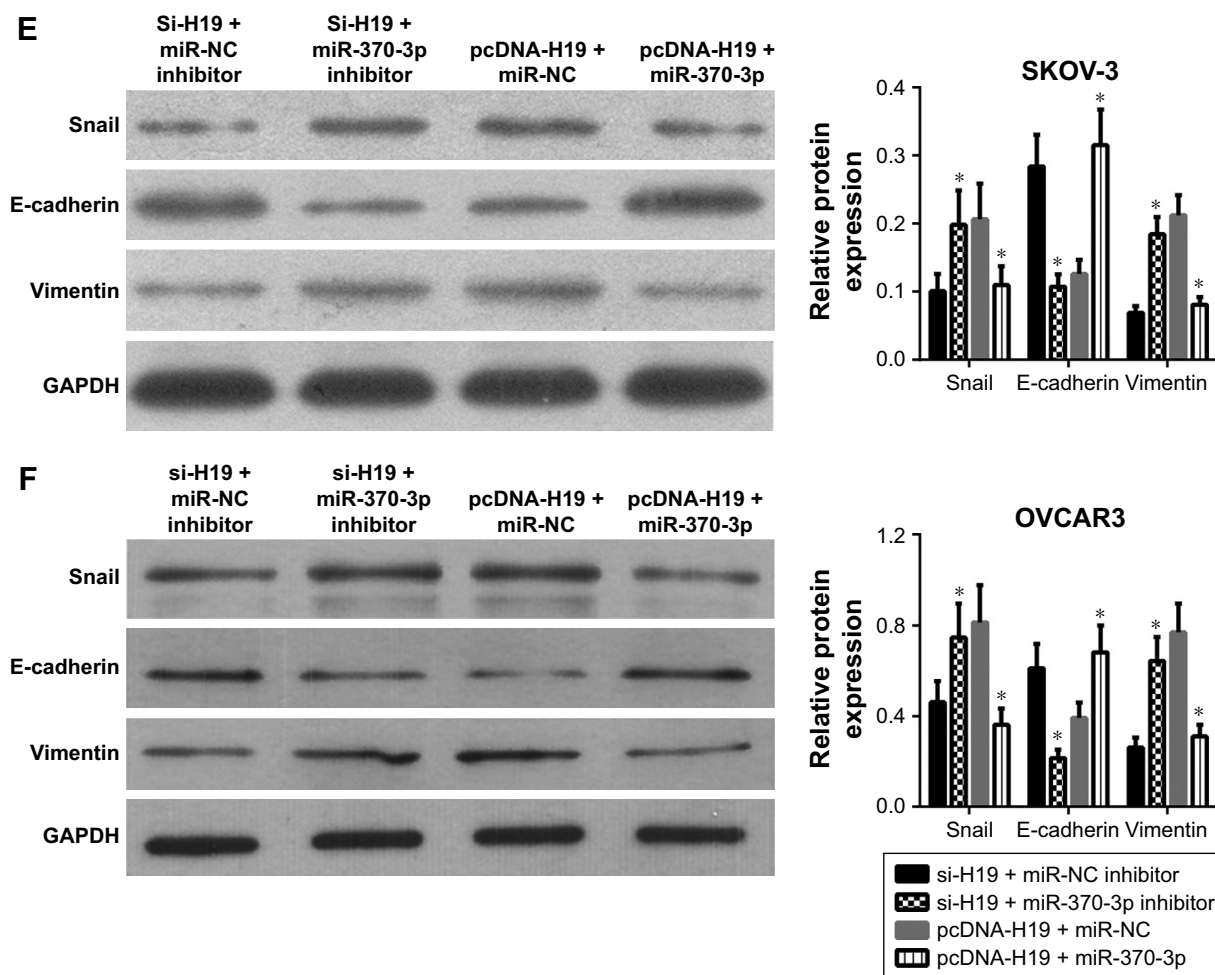 E
Si-H19 +
miR-NC
inhibitor
Si-H19 +
miR-370-3p
inhibitor
pcDNA-H19 +
miR-NC
pcDNA-H19 +
miR-370-3p
Snail
E-cadherin
Vimentin
GAPDH
SKOV-3
Relative protein
expression
0.4
0.3
0.2
0.1
0.0
* * * * * *
Snail E-cadherin Vimentin
F
si-H19 +
miR-NC
inhibitor
si-H19 +
miR-370-3p
inhibitor
pcDNA-H19 +
miR-NC
pcDNA-H19 +
miR-370-3p
Snail
E-cadherin
Vimentin
GAPDH
OVCAR3
Relative protein
expression
1.2
0.8
0.4
0.0
* * * * * *
Snail E-cadherin Vimentin
si-H19 + miR-NC inhibitor
si-H19 + miR-370-3p inhibitor
pcDNA-H19 + miR-NC
pcDNA-H19 + miR-370-3p